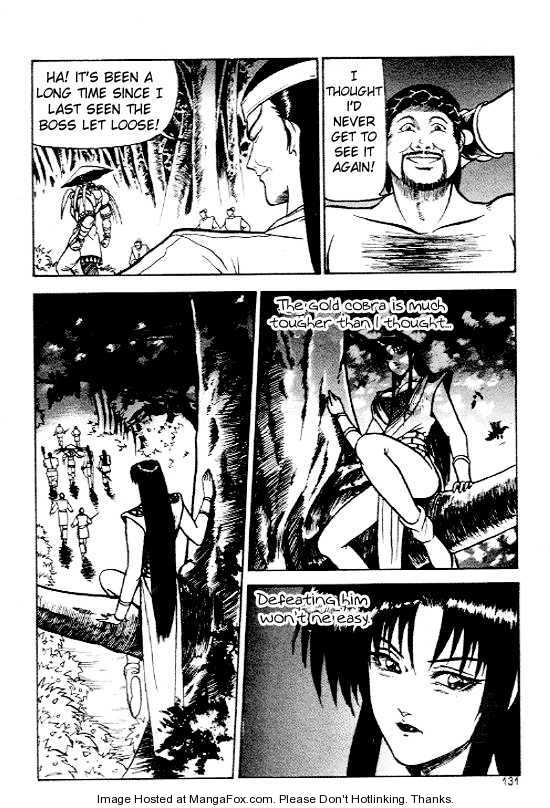 HA! IT'S BEEN A
LONG TIME SINCE I
LAST SEEN THE
BOSS LET LOOSE!
I
THOUGHT
I'D
NEVER
GET TO
SEE IT
AGAIN!
The gold cobra is much
tougher than I thought..
Defeating him
won't ne easy.
131
Image Hosted at MangaFox.com. Please Don't Hotlinking. Thanks.